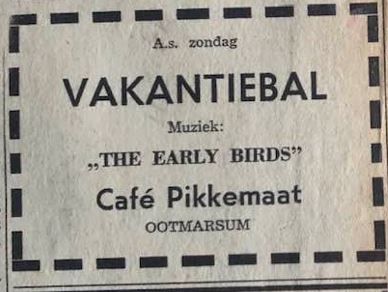 A.s. zondag
VAKANTIEBAL
Muziek:
„THE EARLY BIRDS”
Café Pikkemaat
OOTMARSUM